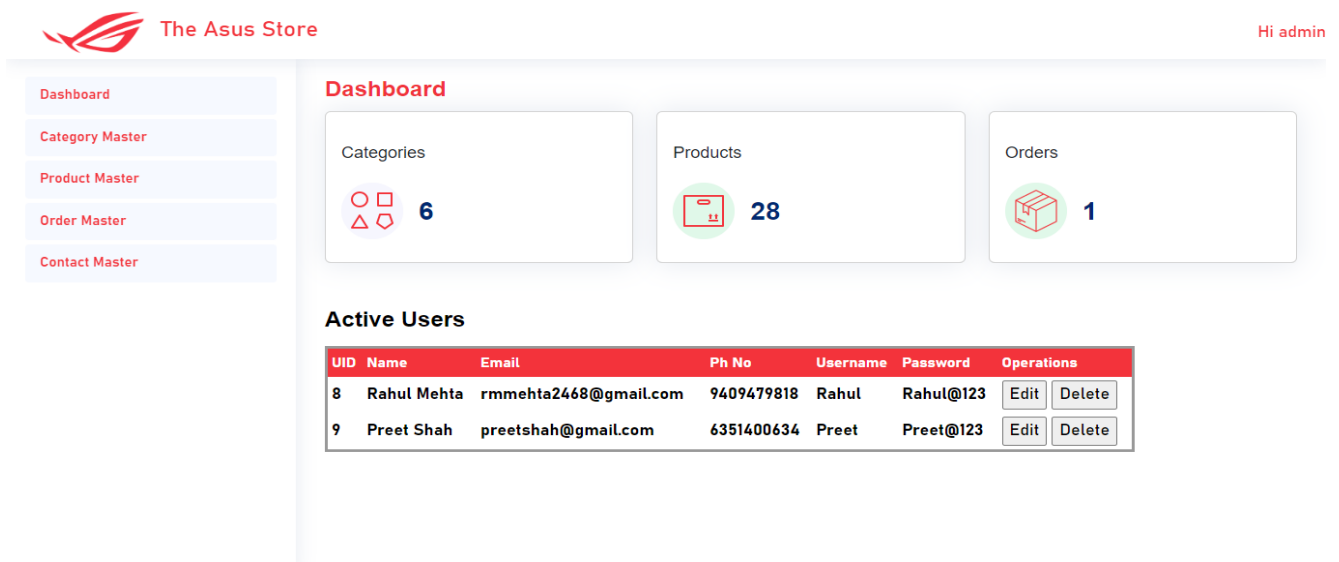 The Asus Store
Hi admin
Dashboard
Category Master
Product Master
Order Master
Contact Master
Dashboard
Categories
6
Products
28
Orders
1
Active Users
UID Name Email Ph No Username Password Operations
8 Rahul Mehta rmmehta2468@gmail.com 9409479818 Rahul Rahul@123 Edit Delete
9 Preet Shah preetshah@gmail.com 6351400634 Preet Preet@123 Edit Delete